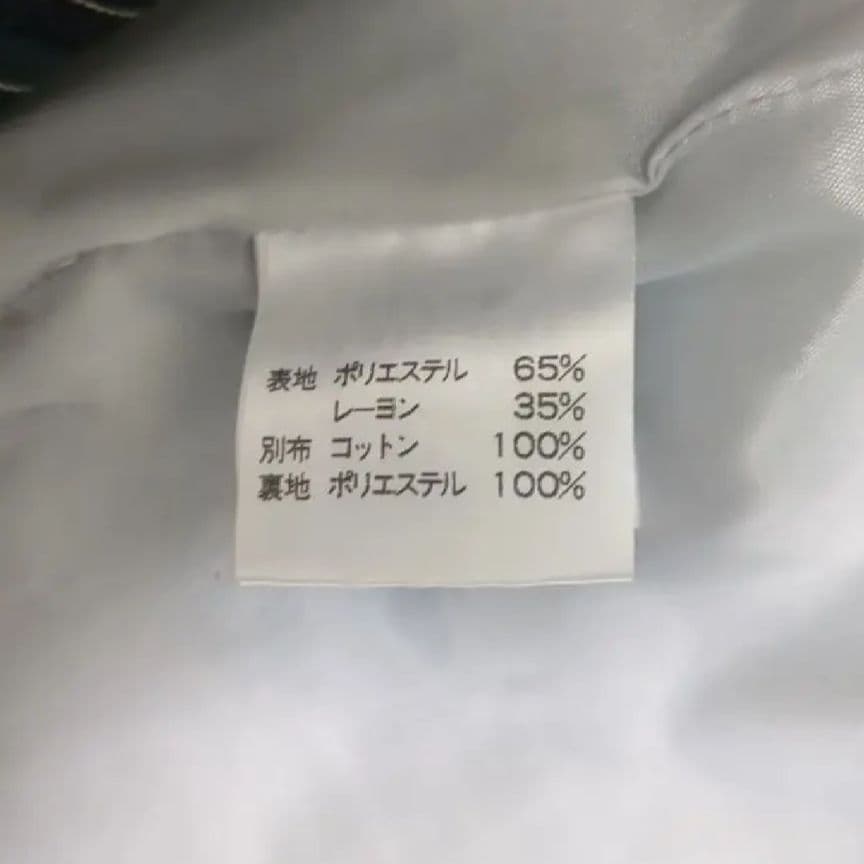 表地 ポリエステル 65%
レーヨン 35%
別布 コットン 100%
裏地 ポリエステル 100%